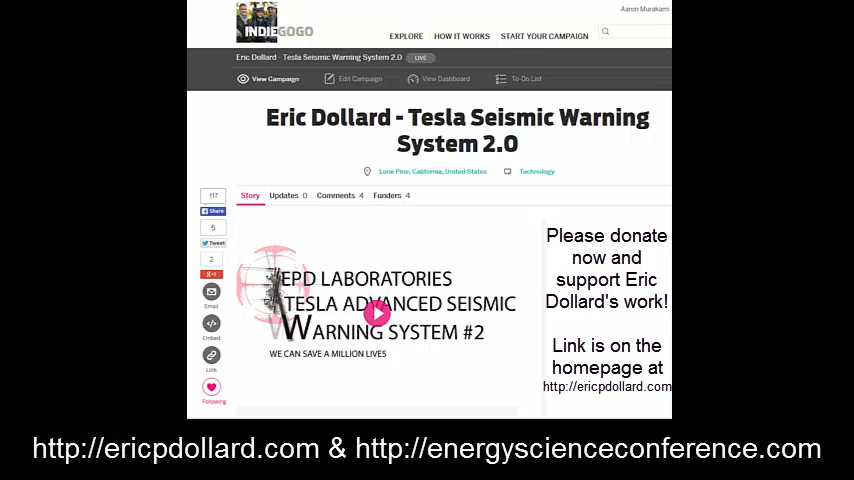 Aaron Murakami
INDIEGOGO
EXPLORE HOW IT WORKS START YOUR CAMPAIGN
Eric Dollard - Tesla Seismic Warning System 2.0 LIVE
View Campaign Edit Campaign View Dashboard To-Do List
Eric Dollard - Tesla Seismic Warning
System 2.0
Lone Pine, California, United States Technology
Story Updates 0 Comments 4 Funders 4
117
Share
5
Tweet
2
g+1
Email
Embed
Link
Following
EPD LABORATORIES
TESLA ADVANCED SEISMIC
WARNING SYSTEM #2
WE CAN SAVE A MILLION LIVES
Please donate
now and
support Eric
Dollard's work!
Link is on the
homepage at
http://ericpdollard.com
http://ericpdollard.com & http://energyscienceconference.com